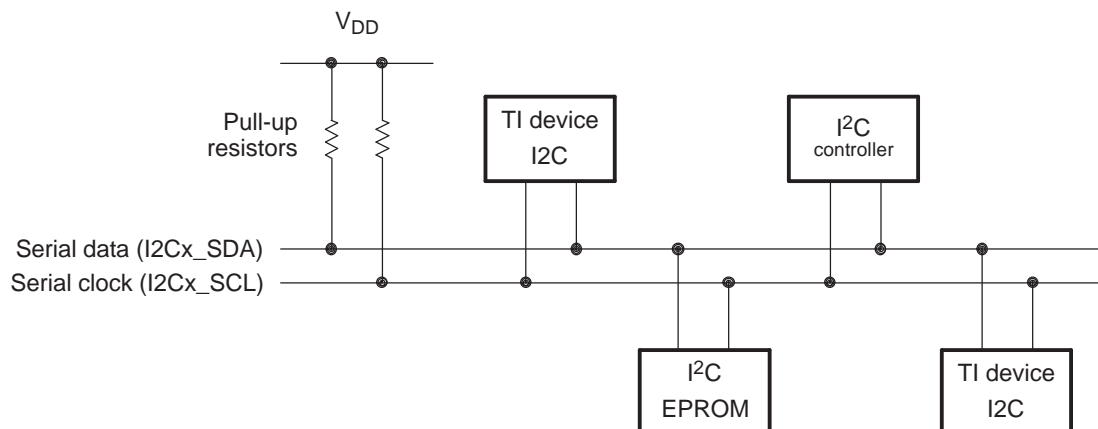 V_DD
Pull-up
resistors
TI device
I2C
I²C
controller
Serial data (I2Cx_SDA)
Serial clock (I2Cx_SCL)
I²C
EPROM
TI device
I2C